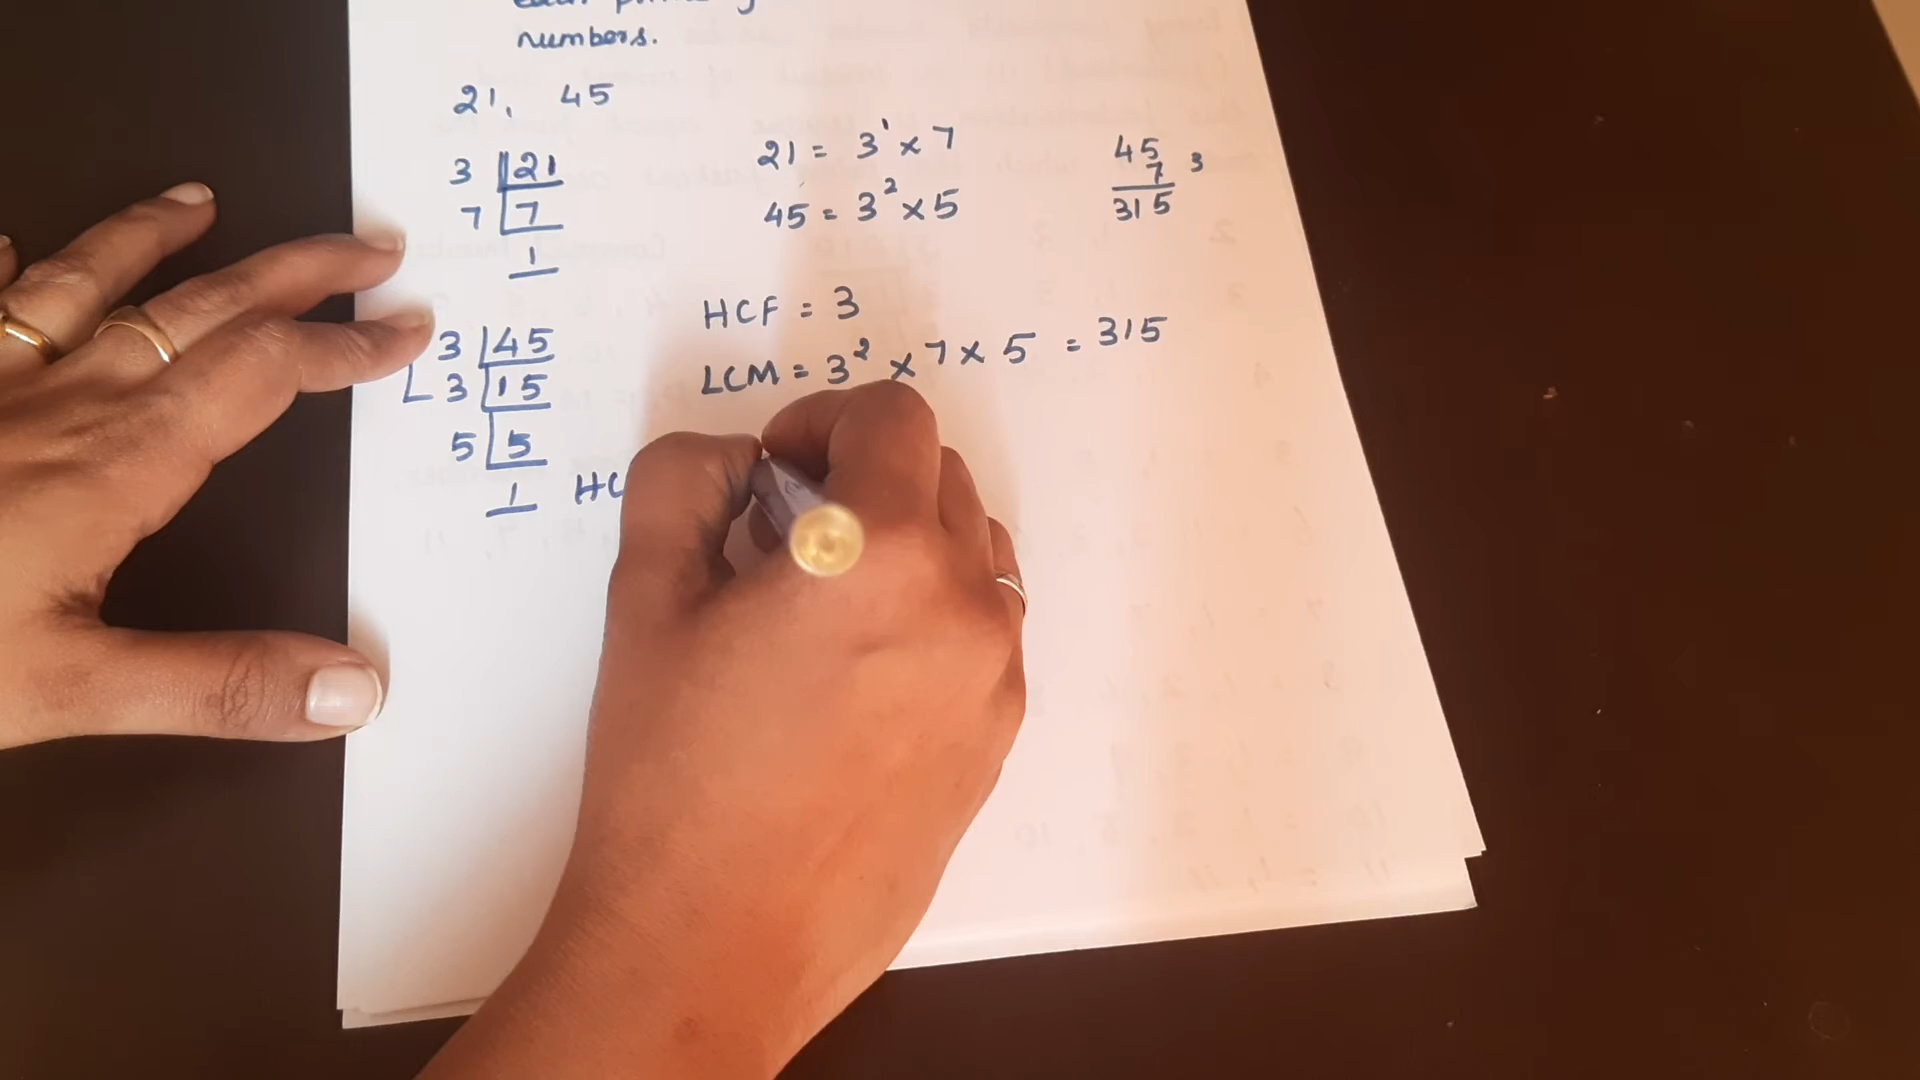 numbers.
21, 45
3 21
7 7
1
21 = 3¹ × 7
45 = 3² × 5
45
7 3
315
HCF = 3
LCM = 3² × 7 × 5 = 315
3 45
3 15
5 5
1